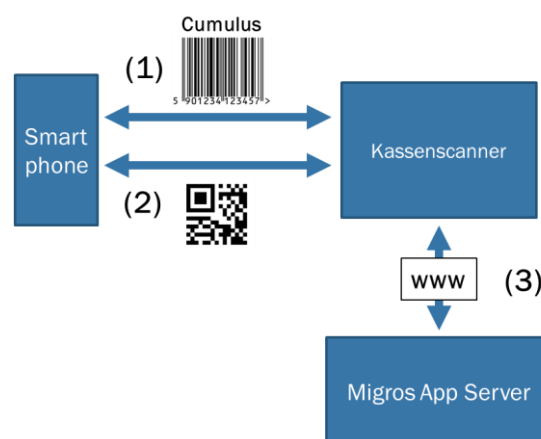 Cumulus
(1)
5 901234 123457 >
Smart
phone
Kassenscanner
(2)
www
(3)
Migros App Server